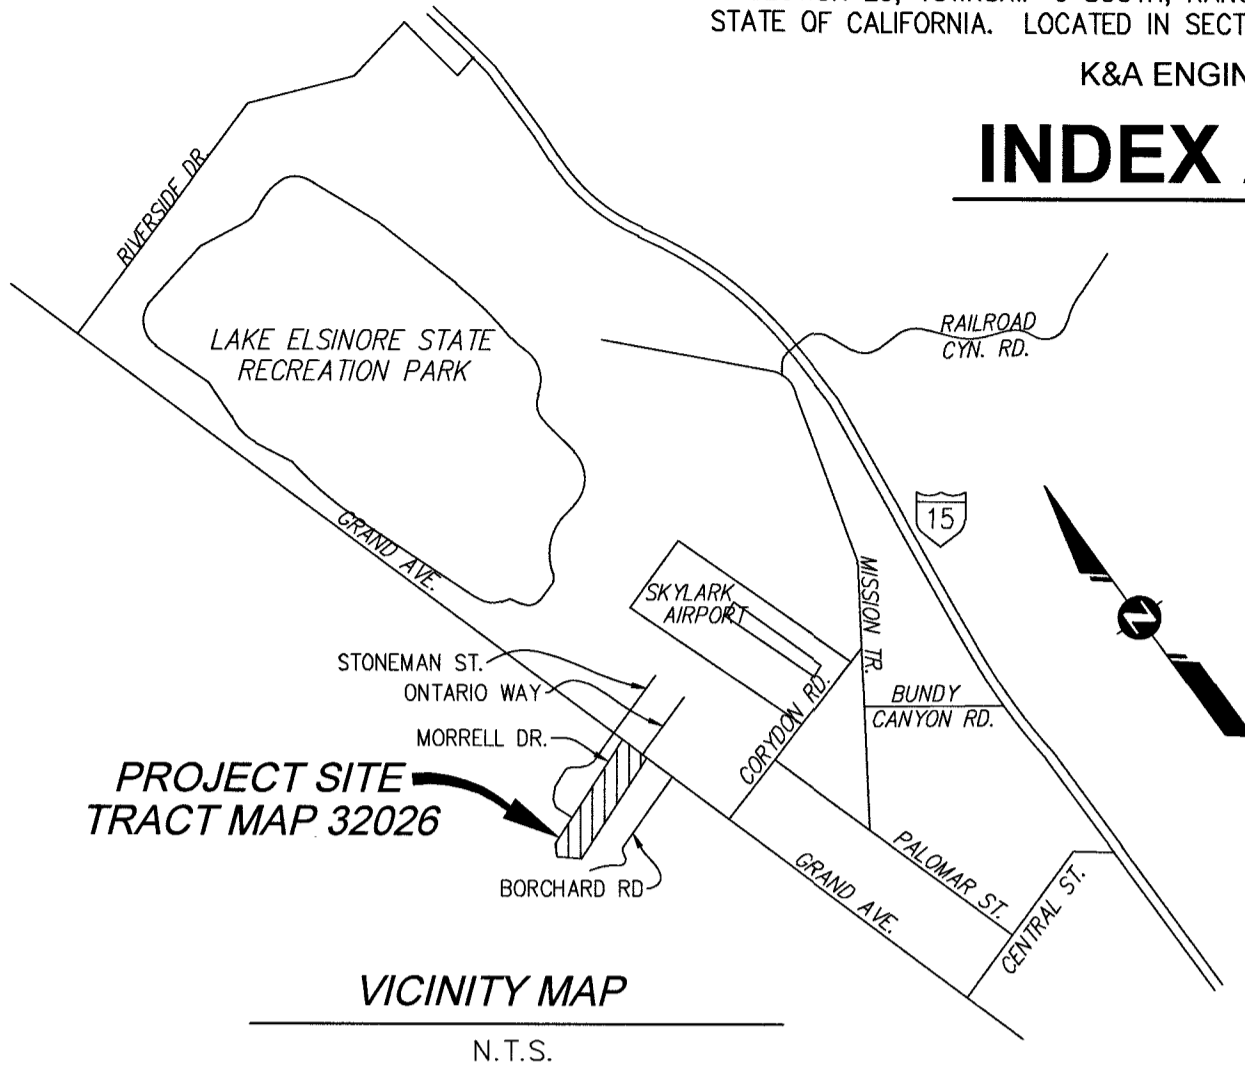 STATE OF CALIFORNIA. LOCATED IN SECT
K&A ENGIN
INDEX
RIVERSIDE DR.
LAKE ELSINORE STATE
RECREATION PARK
RAILROAD
CYN. RD.
15
GRAND AVE.
SKYLARK
AIRPORT
MISSION TR.
STONEMAN ST.
ONTARIO WAY
MORRELL DR.
CORYDON RD.
BUNDY
CANYON RD.
PROJECT SITE
TRACT MAP 32026
BORCHARD RD
GRAND AVE.
PALOMAR ST.
CENTRAL ST.
N
VICINITY MAP
N.T.S.